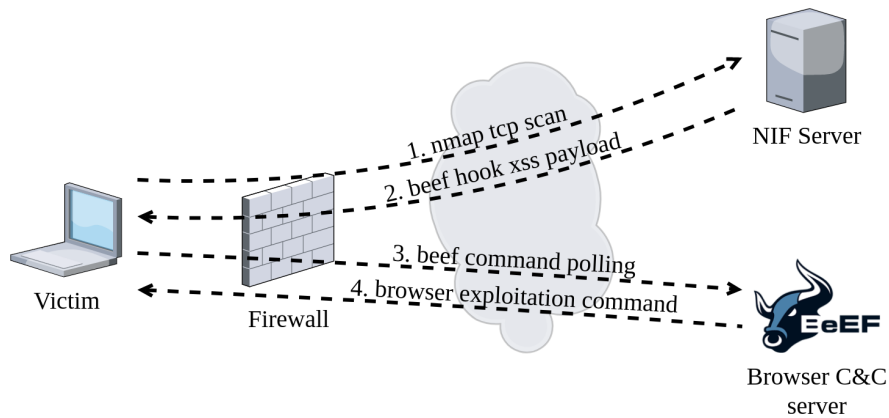 1. nmap tcp scan
NIF Server
2. beef hook xss payload
Victim
Firewall
3. beef command polling
4. browser exploitation command
BeEF
Browser C&C
server